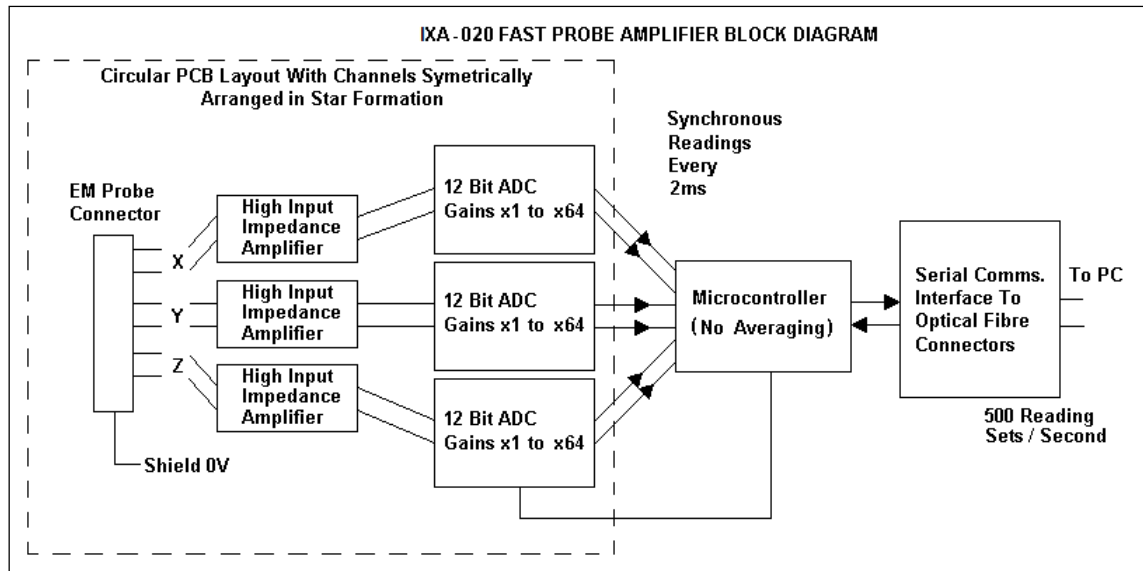 IXA-020 FAST PROBE AMPLIFIER BLOCK DIAGRAM
Circular PCB Layout With Channels Symetrically
Arranged in Star Formation
EM Probe
Connector
X
Y
Z
Shield 0V
High Input
Impedance
Amplifier
High Input
Impedance
Amplifier
High Input
Impedance
Amplifier
12 Bit ADC
Gains x1 to x64
12 Bit ADC
Gains x1 to x64
12 Bit ADC
Gains x1 to x64
Synchronous
Readings
Every
2ms
Microcontroller
(No Averaging)
Serial Comms.
Interface To
Optical Fibre
Connectors
To PC
500 Reading
Sets / Second